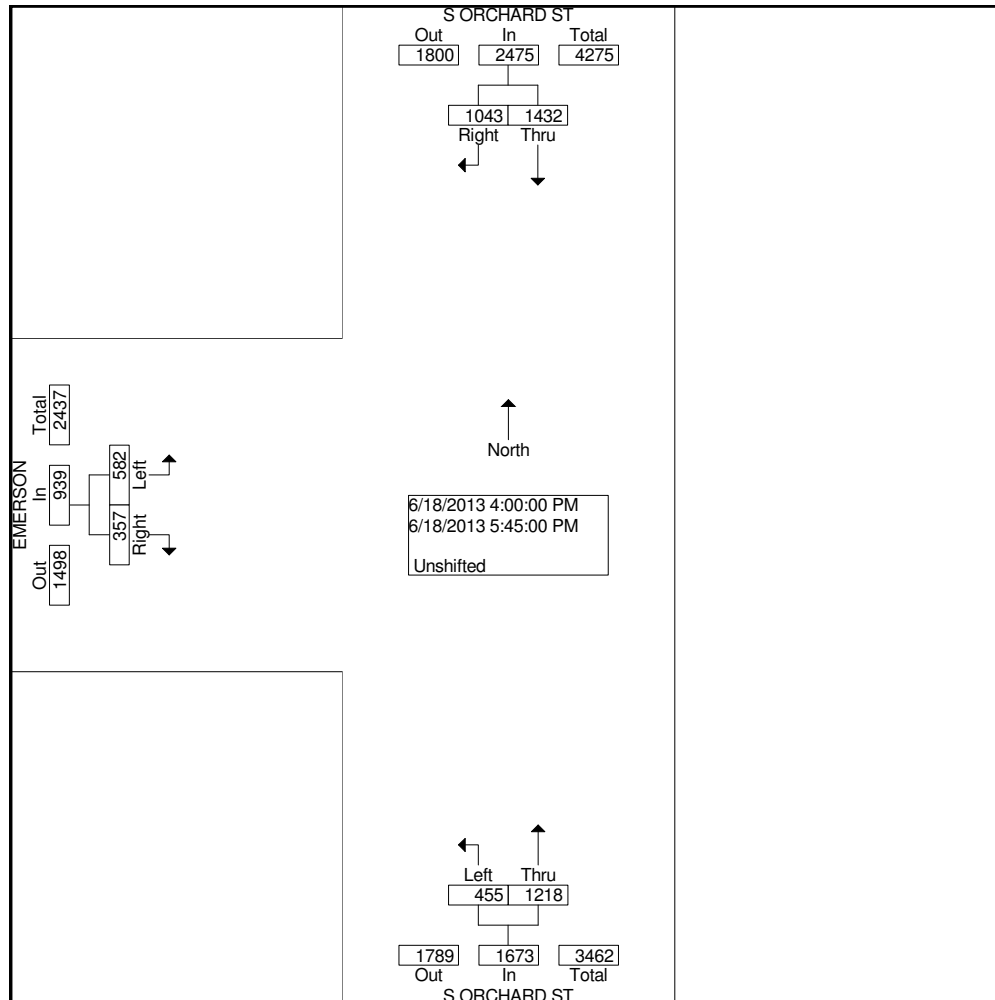 S ORCHARD ST
Out In Total
1800 2475 4275
1043 1432
Right Thru
Total
2437
EMERSON
In
939
Out
1498
582
Left
357
Right
North
6/18/2013 4:00:00 PM
6/18/2013 5:45:00 PM
Unshifted
Left Thru
455 1218
1789 1673 3462
Out In Total
S ORCHARD ST